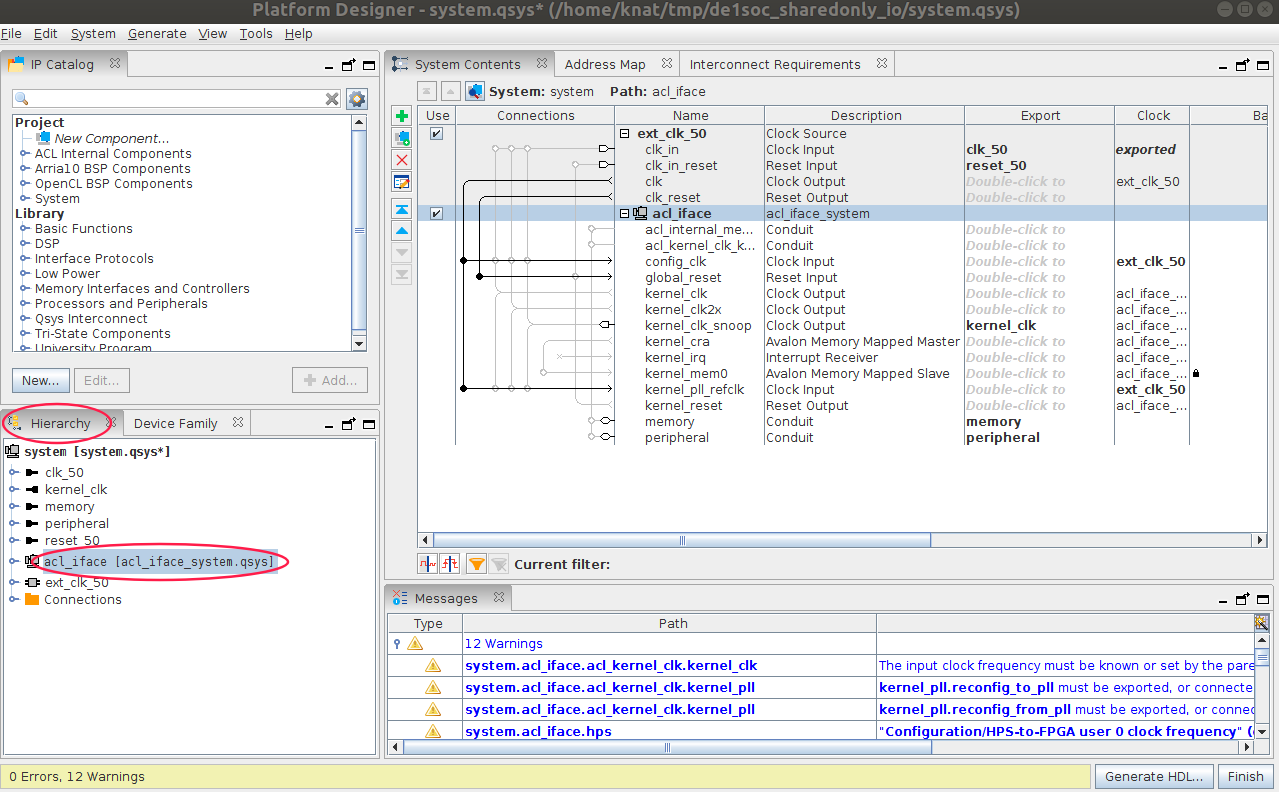 Platform Designer - system.qsys* (/home/knat/tmp/de1soc_sharedonly_io/system.qsys)
File Edit System Generate View Tools Help
IP Catalog
Project
New Component...
ACL Internal Components
Arria10 BSP Components
OpenCL BSP Components
System
Library
Basic Functions
DSP
Interface Protocols
Low Power
Memory Interfaces and Controllers
Processors and Peripherals
Qsys Interconnect
Tri-State Components
University Program
New... Edit... Add...
Hierarchy Device Family
system [system.qsys*]
clk_50
kernel_clk
memory
peripheral
reset_50
acl_iface [acl_iface_system.qsys]
ext_clk_50
Connections
System Contents Address Map Interconnect Requirements
System: system Path: acl_iface
Use Connections Name Description Export Clock Ba
ext_clk_50 Clock Source
clk_in Clock Input clk_50 exported
clk_in_reset Reset Input reset_50
clk Clock Output Double-click to ext_clk_50
clk_reset Reset Output Double-click to
acl_iface acl_iface_system
acl_internal_me... Conduit Double-click to
acl_kernel_clk_k... Conduit Double-click to
config_clk Clock Input Double-click to ext_clk_50
global_reset Reset Input Double-click to
kernel_clk Clock Output Double-click to acl_iface_...
kernel_clk2x Clock Output Double-click to acl_iface_...
kernel_clk_snoop Clock Output kernel_clk acl_iface_...
kernel_cra Avalon Memory Mapped Master Double-click to acl_iface_...
kernel_irq Interrupt Receiver Double-click to acl_iface_...
kernel_mem0 Avalon Memory Mapped Slave Double-click to acl_iface_...
kernel_pll_refclk Clock Input Double-click to ext_clk_50
kernel_reset Reset Output Double-click to acl_iface_...
memory Conduit memory
peripheral Conduit peripheral
Current filter:
Messages
Type Path
12 Warnings
system.acl_iface.acl_kernel_clk.kernel_clk The input clock frequency must be known or set by the pare
system.acl_iface.acl_kernel_clk.kernel_pll kernel_pll.reconfig_to_pll must be exported, or connecte
system.acl_iface.acl_kernel_clk.kernel_pll kernel_pll.reconfig_from_pll must be exported, or connec
system.acl_iface.hps "Configuration/HPS-to-FPGA user 0 clock frequency" (
0 Errors, 12 Warnings
Generate HDL... Finish